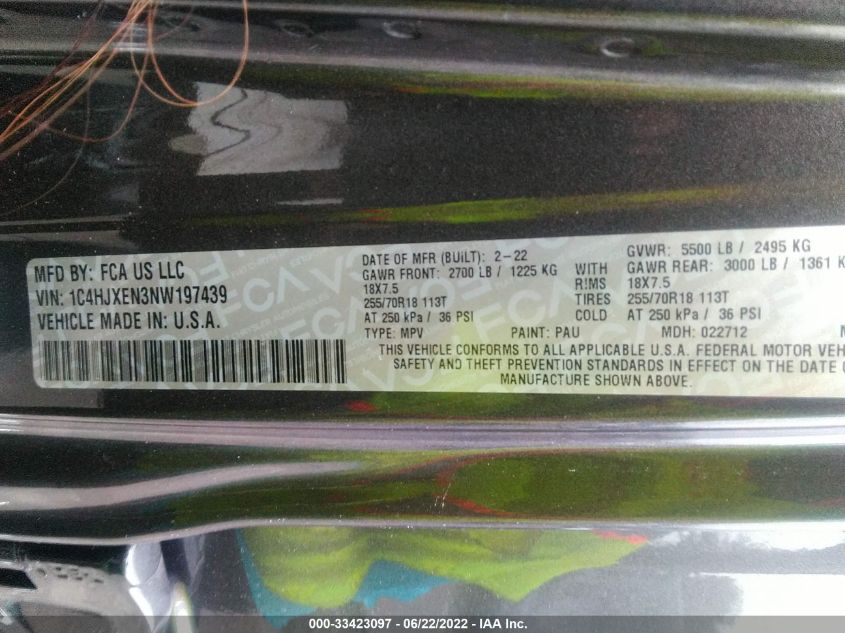 MFD BY: FCA US LLC
VIN: 1C4HJXEN3NW197439
VEHICLE MADE IN: U.S.A.
DATE OF MFR (BUILT): 2-22
GAWR FRONT: 2700 LB / 1225 KG
18X7.5
255/70R18 113T
AT 250 kPa / 36 PSI
TYPE: MPV PAINT: PAU MDH: 022712
WITH
RIMS
TIRES
COLD
GVWR: 5500 LB / 2495 KG
GAWR REAR: 3000 LB / 1361 KG
18X7.5
255/70R18 113T
AT 250 kPa / 36 PSI
THIS VEHICLE CONFORMS TO ALL APPLICABLE U.S.A. FEDERAL MOTOR VEH
SAFETY AND THEFT PREVENTION STANDARDS IN EFFECT ON THE DATE O
MANUFACTURE SHOWN ABOVE.
000-33423097 - 06/22/2022 - IAA Inc.